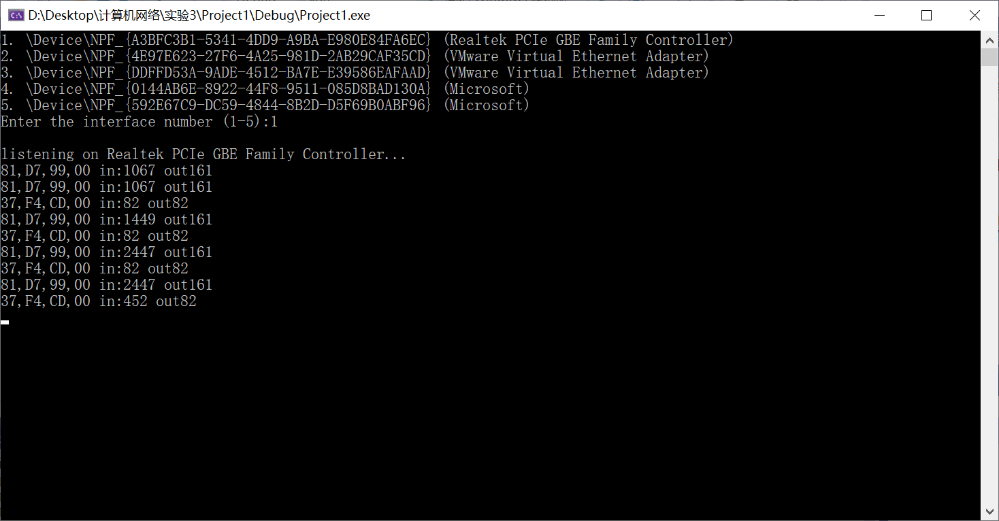 D:\Desktop\计算机网络\实验3\Project1\Debug\Project1.exe
1. \Device\NPF_{A3BFC3B1-5341-4DD9-A9BA-E980E84FA6EC} (Realtek PCIe GBE Family Controller)
2. \Device\NPF_{4E97E623-27F6-4A25-981D-2AB29CAF35CD} (VMware Virtual Ethernet Adapter)
3. \Device\NPF_{DDFFD53A-9ADE-4512-BA7E-E39586EAFAAD} (VMware Virtual Ethernet Adapter)
4. \Device\NPF_{0144AB6E-8922-44F8-9511-085D8BAD130A} (Microsoft)
5. \Device\NPF_{592E67C9-DC59-4844-8B2D-D5F69B0ABF96} (Microsoft)
Enter the interface number (1-5):1
listening on Realtek PCIe GBE Family Controller...
81,D7,99,00 in:1067 out161
81,D7,99,00 in:1067 out161
37,F4,CD,00 in:82 out82
81,D7,99,00 in:1449 out161
37,F4,CD,00 in:82 out82
81,D7,99,00 in:2447 out161
37,F4,CD,00 in:82 out82
81,D7,99,00 in:2447 out161
37,F4,CD,00 in:452 out82